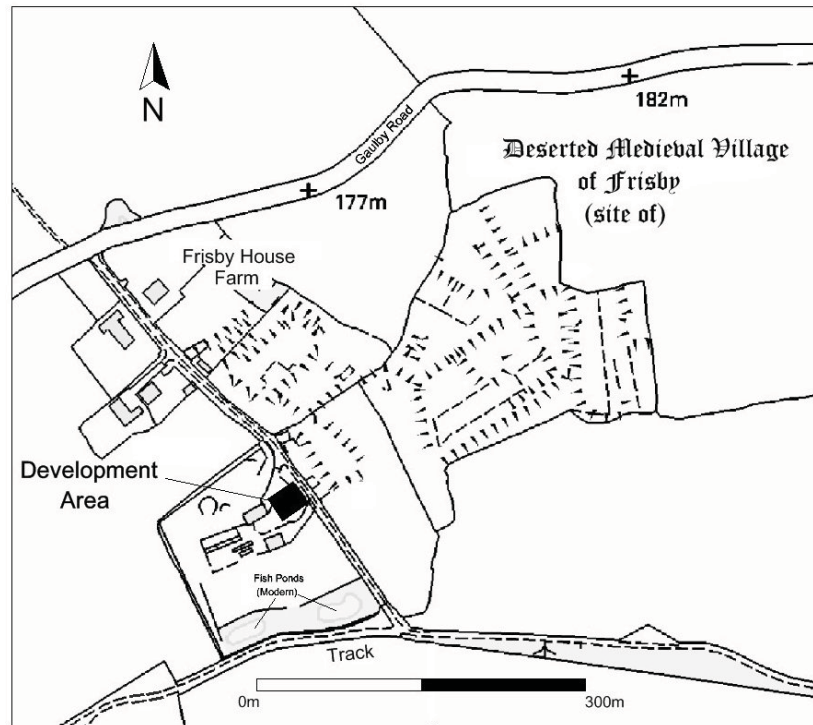 182m
Gaulby Road
Deserted Medieval Village
of Frisby
(site of)
N
177m
Frisby House
Farm
Development
Area
Fish Ponds
(Modern)
Track
0m
300m